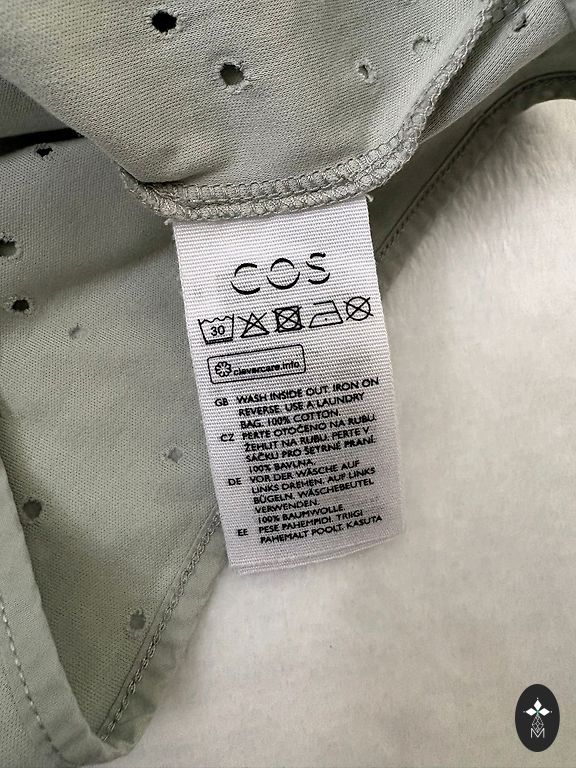 COS
30
clevercare.info
GB WASH INSIDE OUT. IRON ON
REVERSE. USE A LAUNDRY
BAG. 100% COTTON.
CZ PERTE OTOČENO NA RUBU.
ŽEHLIT NA RUBU. PERTE V
SÁČKU PRO ŠETRNÉ PRANÍ.
100% BAVLNA.
DE VOR DER WÄSCHE AUF
LINKS DREHEN. AUF LINKS
BÜGELN. WÄSCHEBEUTEL
VERWENDEN.
100% BAUMWOLLE
EE PESE PAHEMPIDI. TRIIGI
PAHEMALT POOLT. KASUTA
M